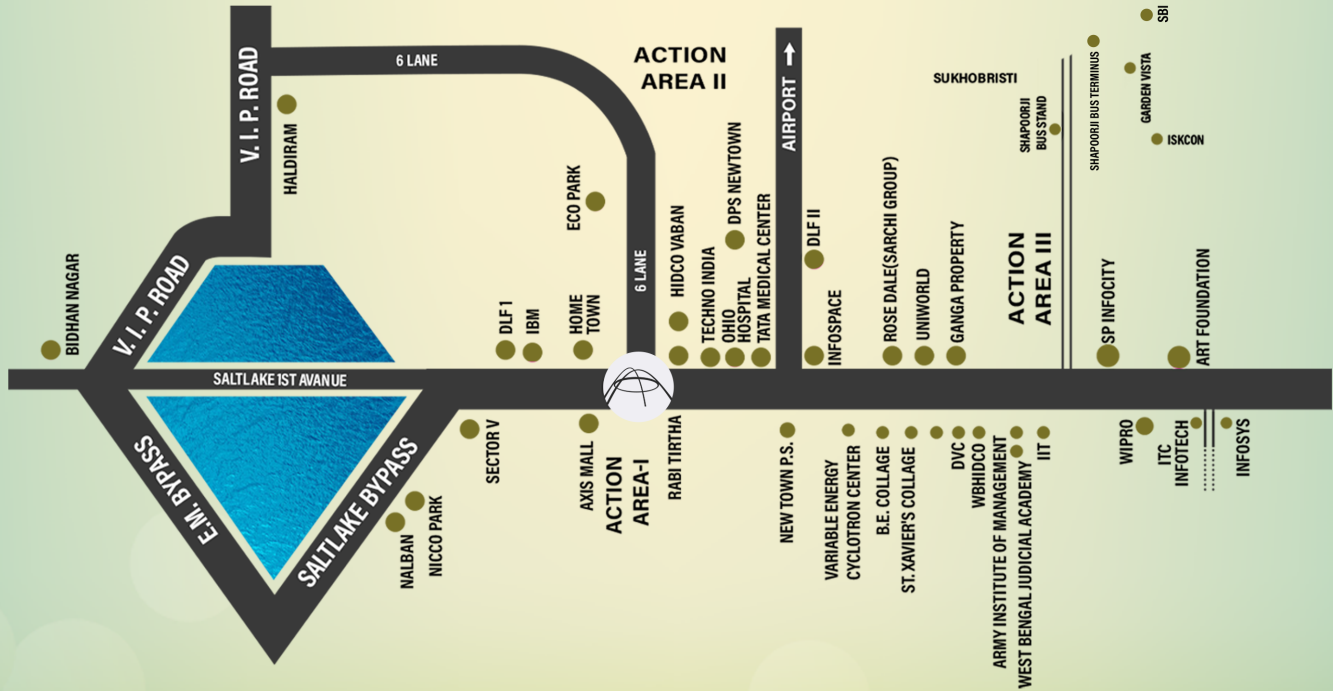 SBI
SHAPOORJI BUS TERMINUS
GARDEN VISTA
ISKCON
SUKHOBRISTI
SHAPOORJI
BUS STAND
ACTION
AREA II
AIRPORT →
V. I. P. ROAD
6 LANE
HALDIRAM
V. I. P. ROAD
BIDHAN NAGAR
ECO PARK
6 LANE
HIDCO VABAN
DPS NEWTOWN
TECHNO INDIA
OHIO
HOSPITAL
TATA MEDICAL CENTER
DLF II
INFOSPACE
ROSE DALE(SARCHI GROUP)
UNIWORLD
GANGA PROPERTY
ACTION
AREA III
SP INFOCITY
ART FOUNDATION
DLF 1
IBM
HOME
TOWN
SALTLAKE 1ST AVANUE
E.M. BYPASS
SALTLAKE BYPASS
NALBAN
NICCO PARK
SECTOR V
AXIS MALL
ACTION
AREA-I
RABI TIRTHA
NEW TOWN P.S.
VARIABLE ENERGY
CYCLOTRON CENTER
B.E. COLLAGE
ST. XAVIER'S COLLAGE
DVC
WBHIDCO
ARMY INSTITUTE OF MANAGEMENT
WEST BENGAL JUDICIAL ACADEMY
IIT
WIPRO
ITC
INFOTECH
INFOSYS